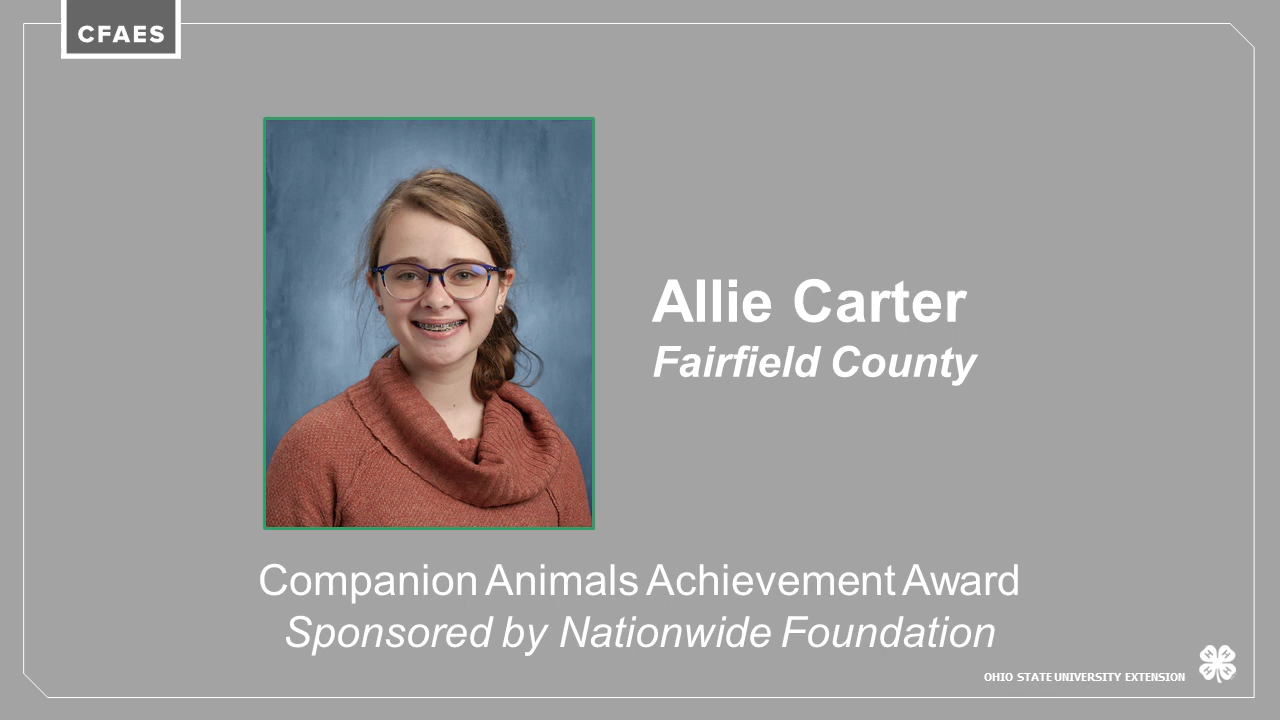 CFAES
Allie Carter
Fairfield County
Companion Animals Achievement Award
Sponsored by Nationwide Foundation
OHIO STATE UNIVERSITY EXTENSION
H H
H H